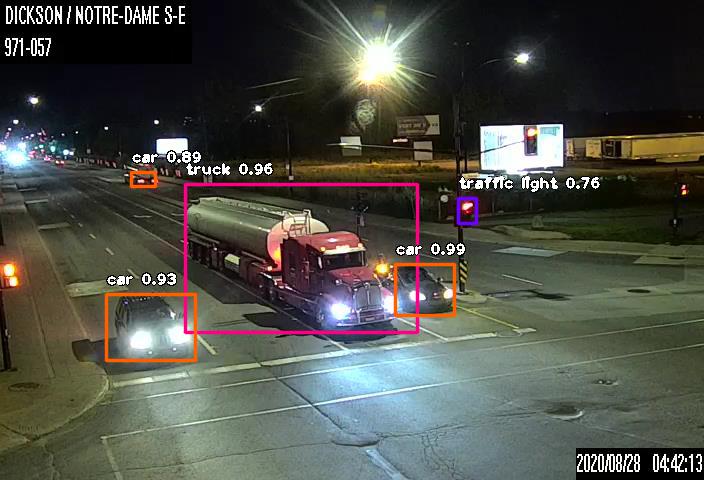 DICKSON / NOTRE-DAME S-E
971-057
car 0.89
truck 0.96
traffic light 0.76
car 0.99
car 0.93
2020/08/28 04:42:13